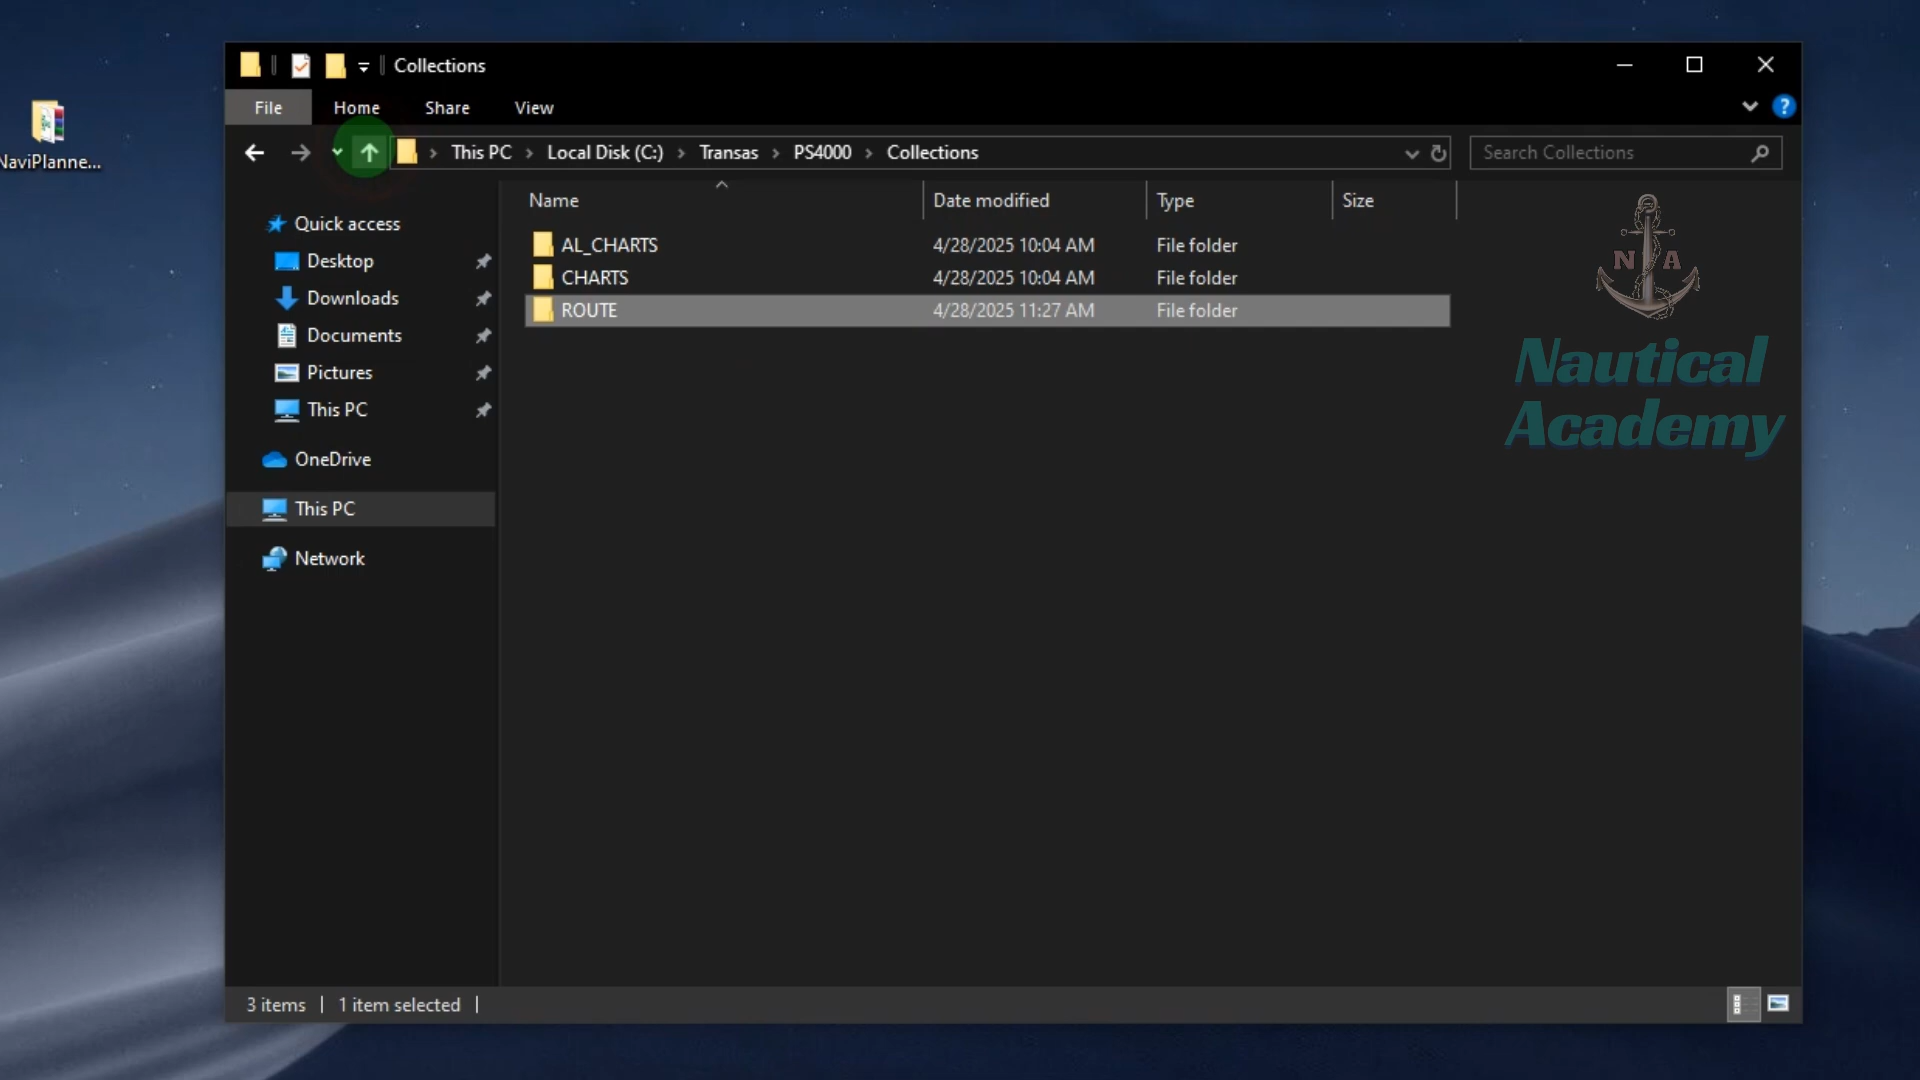 Collections
File
Home
Share
View
This PC
Local Disk (C:)
Transas
PS4000
Collections
Search Collections
NaviPlanne...
Quick access
Desktop
Downloads
Documents
Pictures
This PC
OneDrive
This PC
Network
Name
Date modified
Type
Size
AL_CHARTS
4/28/2025 10:04 AM
File folder
CHARTS
4/28/2025 10:04 AM
File folder
ROUTE
4/28/2025 11:27 AM
File folder
N A
Nautical
Academy
3 items
1 item selected